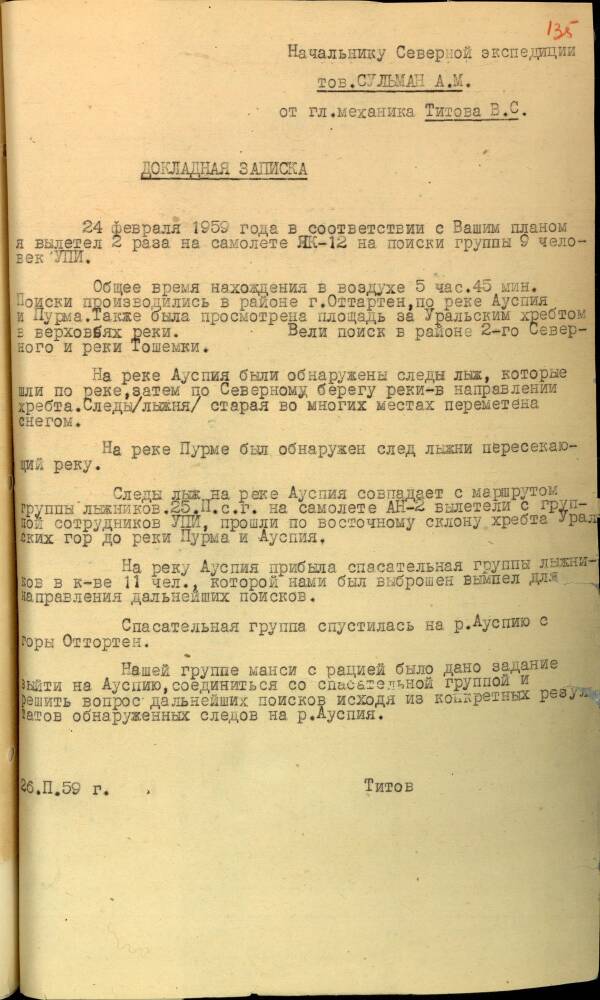 135
Начальнику Северной экспедиции
тов.СУЛЬМАН А.М.
от гл.механика Титова В.С.
ДОКЛАДНАЯ ЗАПИСКА
24 февраля 1959 года в соответствии с Вашим планом
я вылетел 2 раза на самолете ЯК-12 на поиски группы 9 чело-
век УПИ.
Общее время нахождения в воздухе 5 час.45 мин.
Поиски производились в районе г.Оттартен,по реке Ауспия
и Пурма.Также была просмотрена площадь за Уральским хребтом
в верховьях реки. Вели поиск в районе 2-го Север-
ного и реки Тошемки.
На реке Ауспия были обнаружены следы лыж, которые
шли по реке,затем по Северному берегу реки-в направлении
хребта.Следы/лыжня/ старая во многих местах переметена
снегом.
На реке Пурме был обнаружен след лыжни пересекаю-
щий реку.
Следы лыж на реке Ауспия совпадает с маршрутом
группы лыжников.25.П.с.г. на самолете АН-2 вылетели с груп-
пой сотрудников УПИ, прошли по восточному склону хребта Урал
ских гор до реки Пурма и Ауспия.
На реку Ауспия прибыла спасательная группы лыжни-
ков в к-ве 11 чел., которой нами был выброшен вымпел для
направления дальнейших поисков.
Спасательная группа спустилась на р.Ауспию с
горы Оттортен.
Нашей группе манси с рацией было дано задание
выйти на Ауспию,соединиться со спасательной группой и
решить вопрос дальнейших поисков исходя из конкретных резул
татов обнаруженных следов на р.Ауспия.
26.П.59 г. Титов